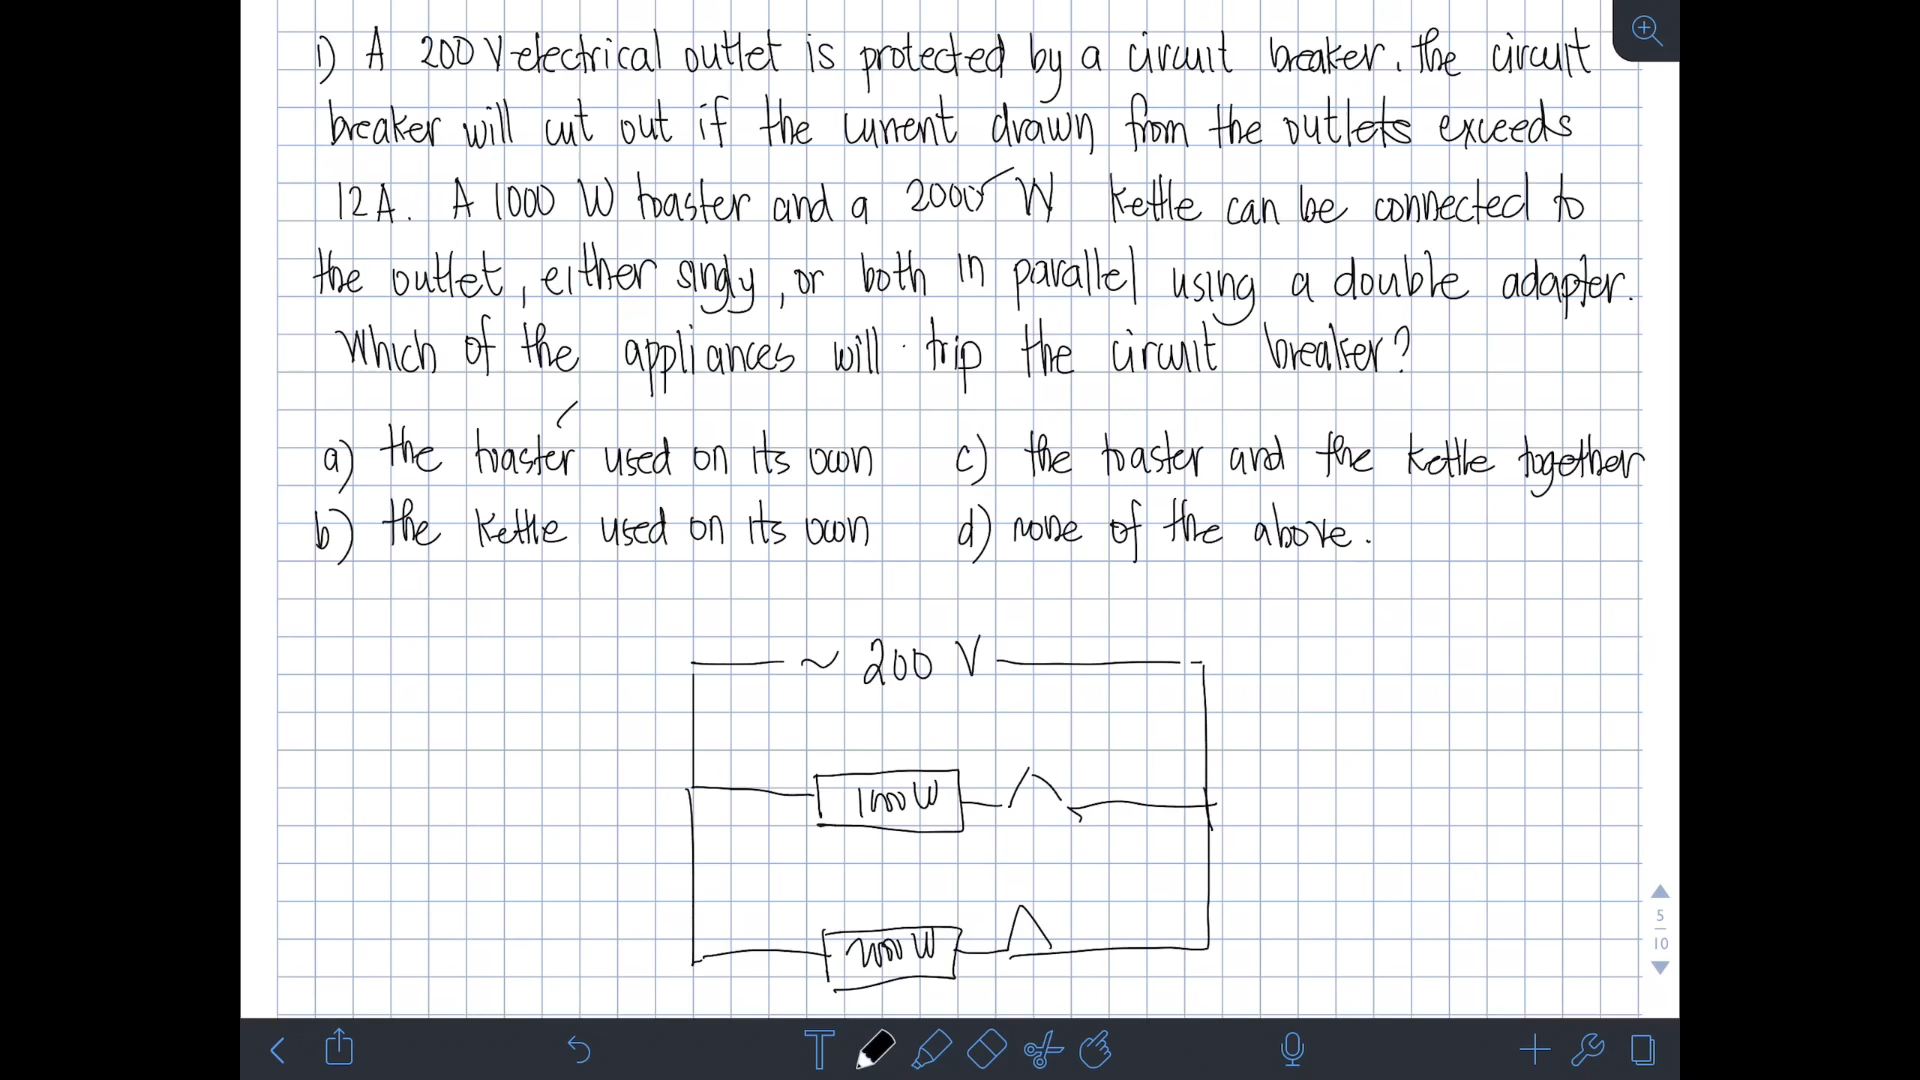 1) A 200 V electrical outlet is protected by a circuit breaker. The circuit
breaker will cut out if the current drawn from the outlets exceeds
12A. A 1000 W toaster and a 2000 W kettle can be connected to
the outlet, either singly, or both in parallel using a double adapter.
Which of the appliances will trip the circuit breaker?
a) the toaster used on its own c) the toaster and the kettle together
b) the kettle used on its own d) none of the above.
~ 200 V
1000 W
2000 W
5
10
T